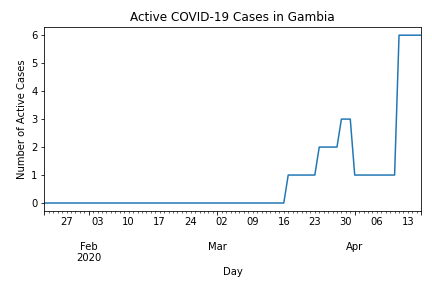 Active COVID-19 Cases in Gambia
6
5
4
3
2
1
0
Number of Active Cases
27 03 10 17 24 02 09 16 23 30 06 13
Feb Mar Apr
2020
Day